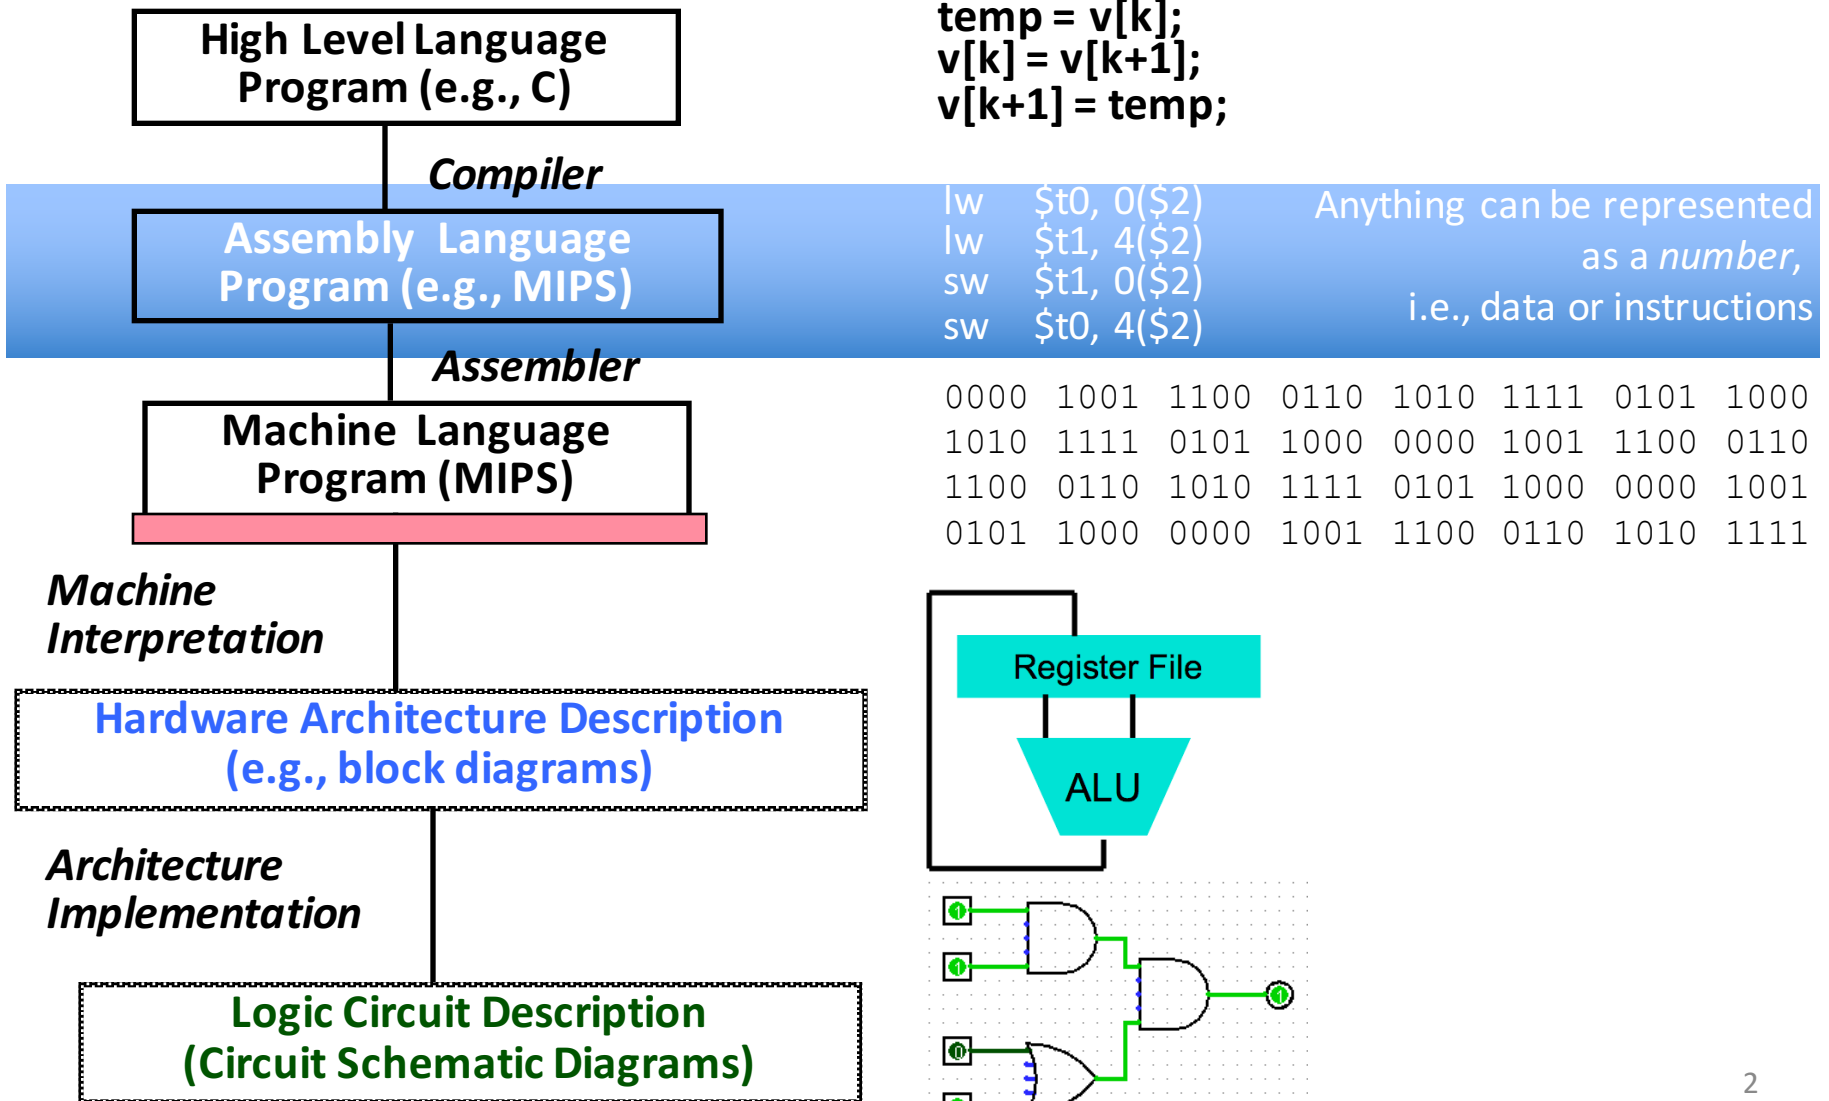 High Level Language
Program (e.g., C)
temp = v[k];
v[k] = v[k+1];
v[k+1] = temp;
Compiler
Assembly Language
Program (e.g., MIPS)
lw $t0, 0($2)
lw $t1, 4($2)
sw $t1, 0($2)
sw $t0, 4($2)
Anything can be represented
as a number,
i.e., data or instructions
Assembler
Machine Language
Program (MIPS)
0000 1001 1100 0110 1010 1111 0101 1000
1010 1111 0101 1000 0000 1001 1100 0110
1100 0110 1010 1111 0101 1000 0000 1001
0101 1000 0000 1001 1100 0110 1010 1111
Machine
Interpretation
Register File
ALU
Hardware Architecture Description
(e.g., block diagrams)
Architecture
Implementation
1
1
1
0
Logic Circuit Description
(Circuit Schematic Diagrams)
2